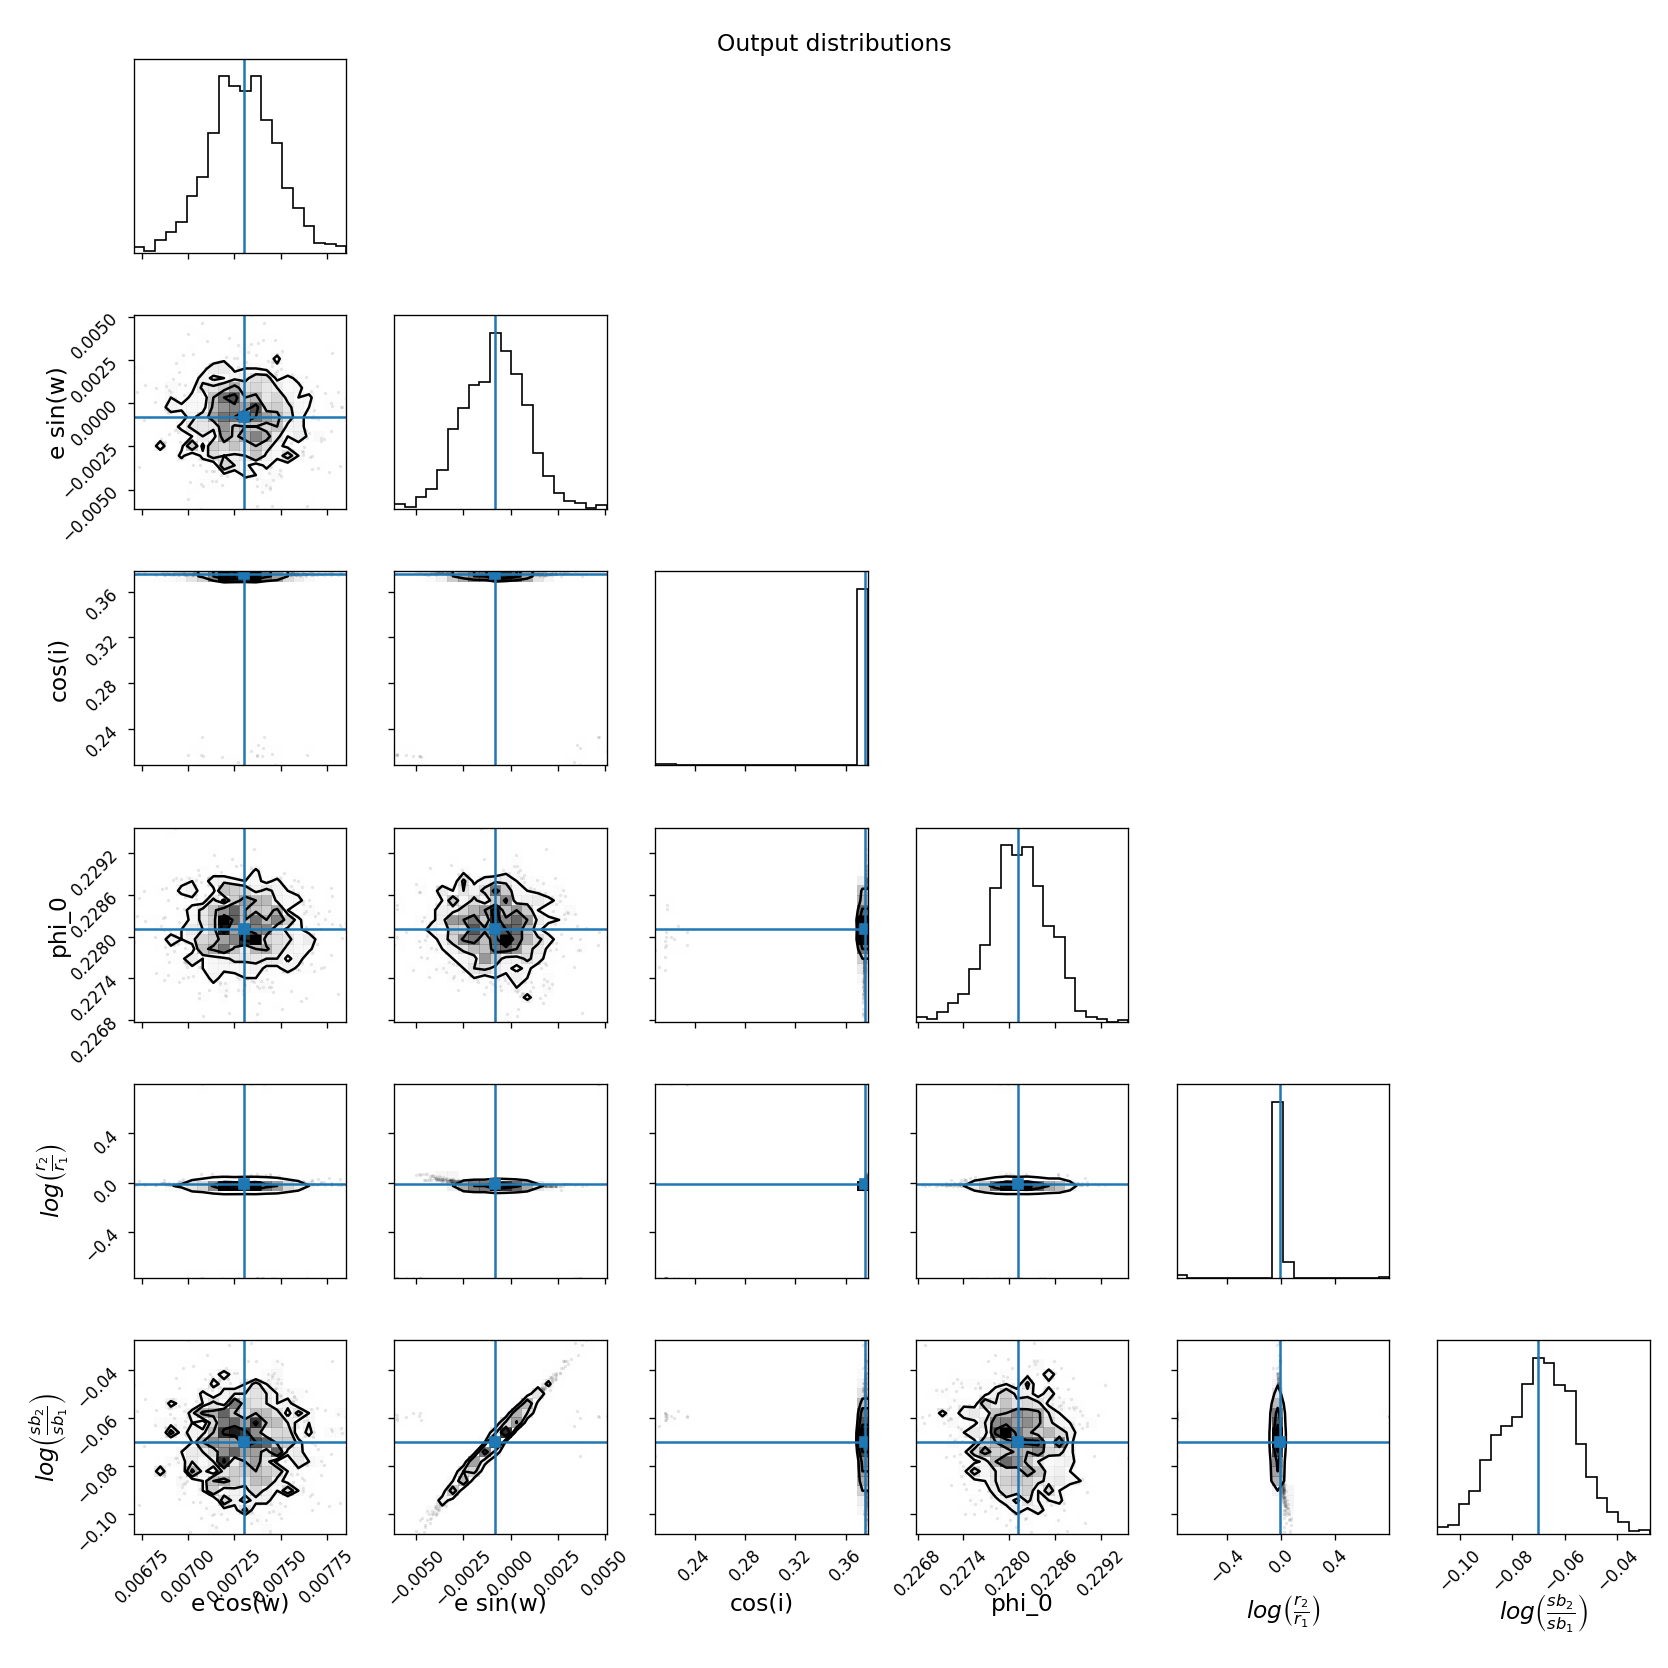 Output distributions
0.0050
0.0025
0.0000
−0.0025
−0.0050
e sin(w)
0.36
0.32
0.28
0.24
cos(i)
0.2292
0.2286
0.2280
0.2274
0.2268
phi_0
0.4
0.0
−0.4
log(r2/r1)
−0.04
−0.06
−0.08
−0.10
log(sb2/sb1)
0.00675 0.00700 0.00725 0.00750 0.00775
e cos(w)
−0.0050 −0.0025 0.0000 0.0025 0.0050
e sin(w)
0.24 0.28 0.32 0.36
cos(i)
0.2268 0.2274 0.2280 0.2286 0.2292
phi_0
−0.4 0.0 0.4
log(r2/r1)
−0.10 −0.08 −0.06 −0.04
log(sb2/sb1)